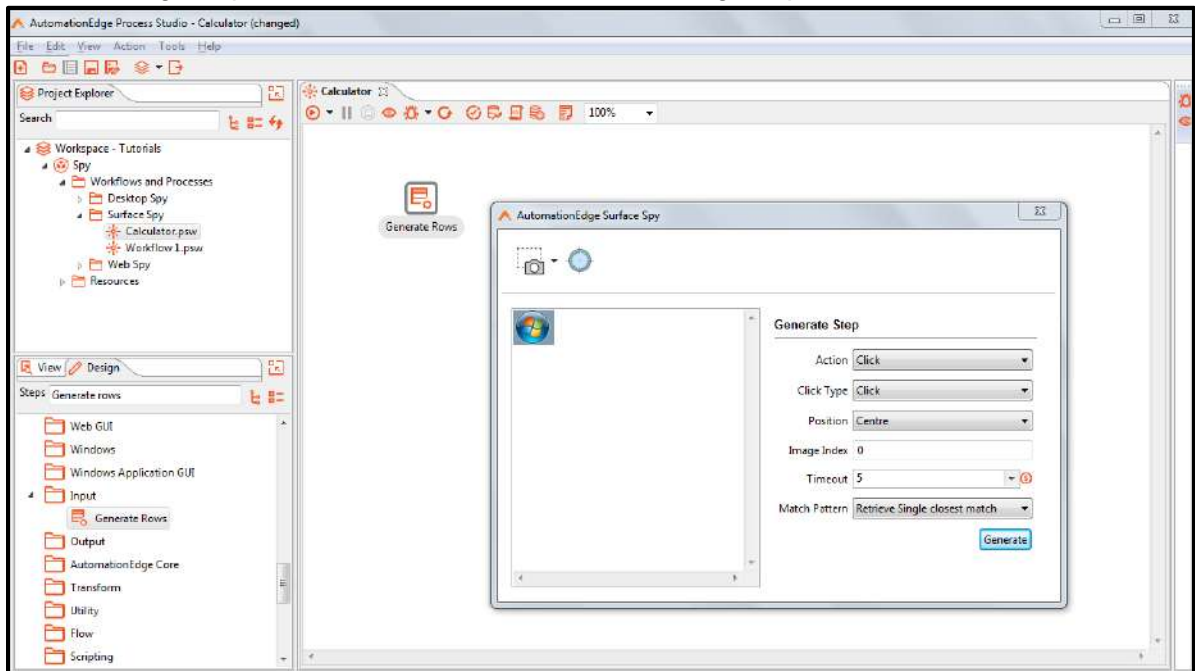 AutomationEdge Process Studio - Calculator (changed)
File Edit View Action Tools Help
Project Explorer
Search
Workspace - Tutorials
Spy
Workflows and Processes
Desktop Spy
Surface Spy
Calculator.psw
Workflow 1.psw
Web Spy
Resources
View Design
Steps Generate rows
Web GUI
Windows
Windows Application GUI
Input
Generate Rows
Output
AutomationEdge Core
Transform
Utility
Flow
Scripting
Calculator
100%
Generate Rows
AutomationEdge Surface Spy
Generate Step
Action Click
Click Type Click
Position Centre
Image Index 0
Timeout 5
Match Pattern Retrieve Single closest match
Generate